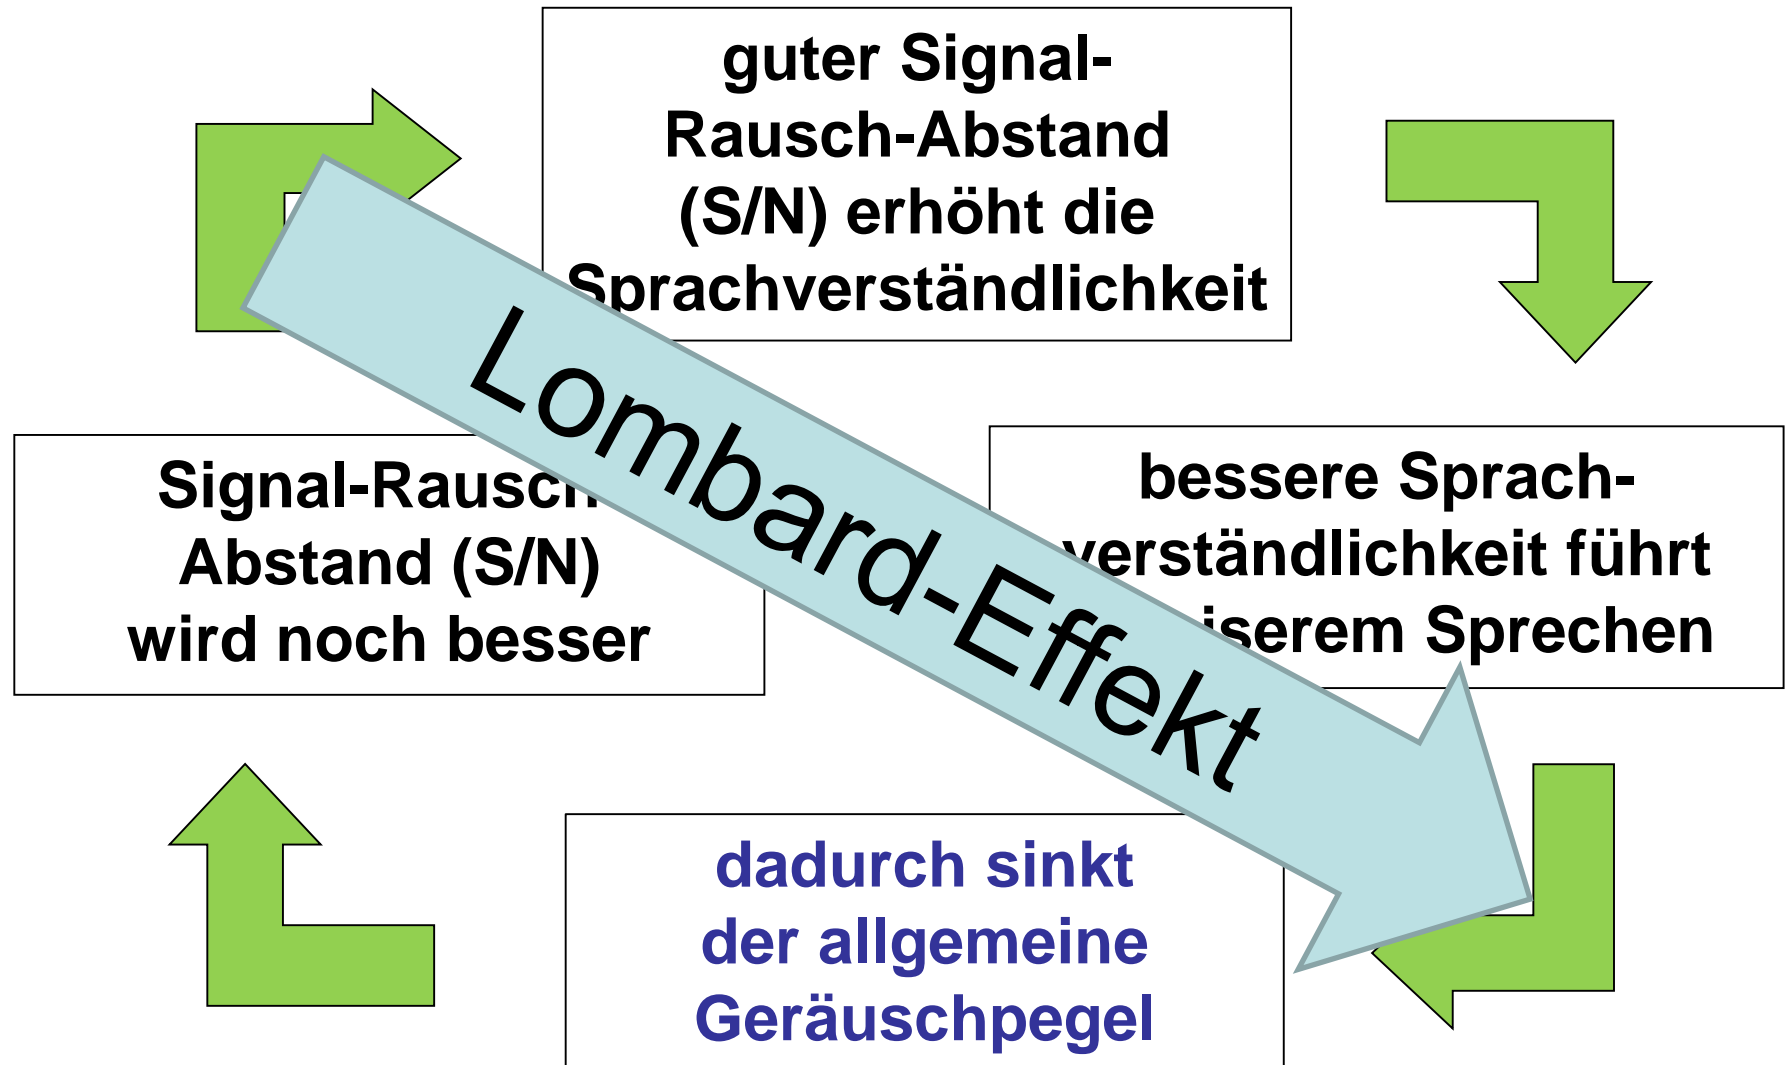 guter Signal-
Rausch-Abstand
(S/N) erhöht die
Sprachverständlichkeit
Lombard-Effekt
Signal-Rausch
Abstand (S/N)
wird noch besser
bessere Sprach-
verständlichkeit führt
Sprechen
dadurch sinkt
der allgemeine
Geräuschpegel